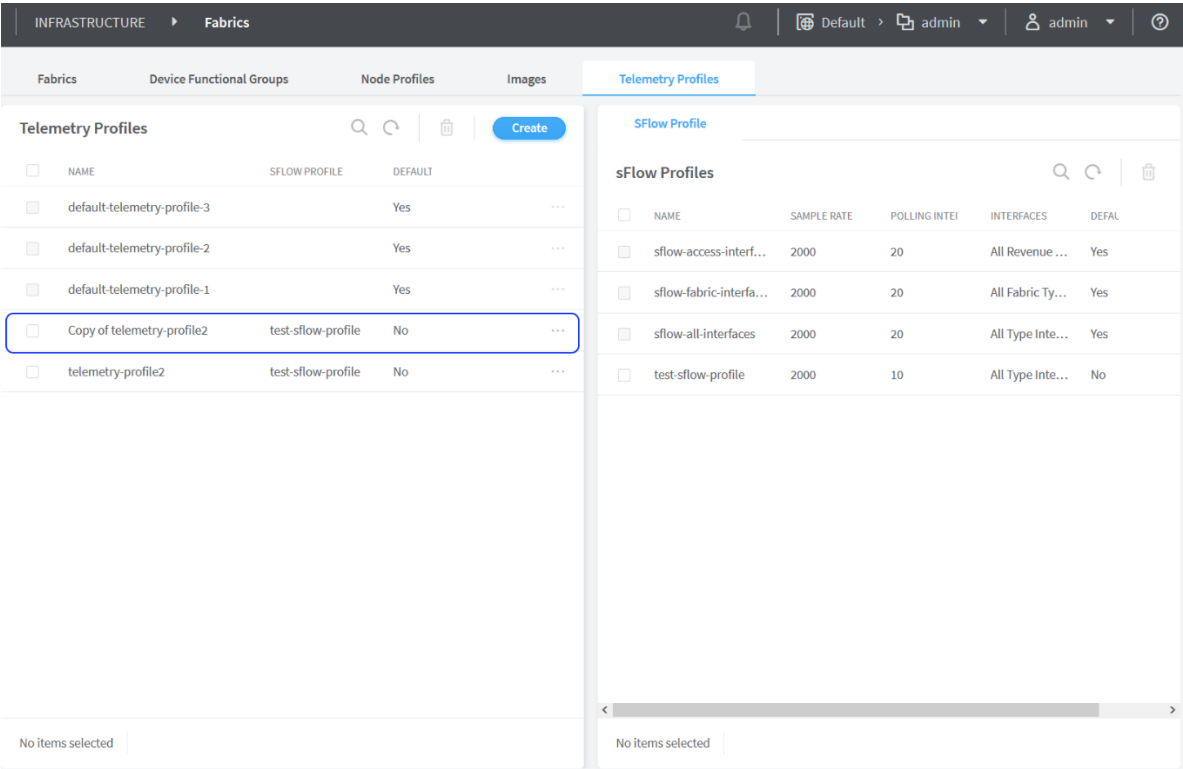 INFRASTRUCTURE Fabrics Default admin admin
Fabrics Device Functional Groups Node Profiles Images Telemetry Profiles
Telemetry Profiles Create
NAME SFLOW PROFILE DEFAULT
default-telemetry-profile-3 Yes
default-telemetry-profile-2 Yes
default-telemetry-profile-1 Yes
Copy of telemetry-profile2 test-sflow-profile No
telemetry-profile2 test-sflow-profile No
No items selected
SFlow Profile
sFlow Profiles
NAME SAMPLE RATE POLLING INTEI INTERFACES DEFAU
sflow-access-interf... 2000 20 All Revenue ... Yes
sflow-fabric-interfa... 2000 20 All Fabric Ty... Yes
sflow-all-interfaces 2000 20 All Type Inte... Yes
test-sflow-profile 2000 10 All Type Inte... No
No items selected